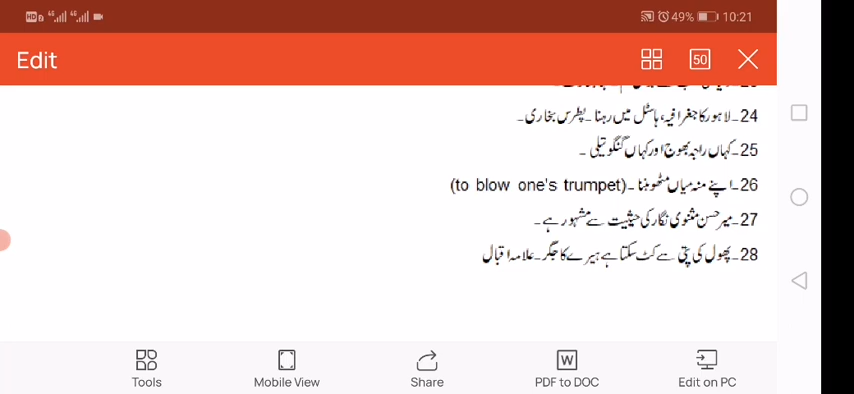 HD 4G 4G 49% 10:21
Edit 50
24۔لاہور کا جغرافیہ، ہاسٹل میں رہنا۔پطرس بخاری۔
25۔کہاں راجہ بھوج اور کہاں گنگو تیلی ۔
26۔اپنے منہ میاں مٹھو بننا ۔(to blow one's trumpet)
27۔میر حسن مثنوی نگار کی حیثیت سے مشہور ہے۔
28۔پھول کی پتی سے کٹ سکتا ہے ہیرے کا جگر۔علامہ اقبال
Tools Mobile View Share PDF to DOC Edit on PC